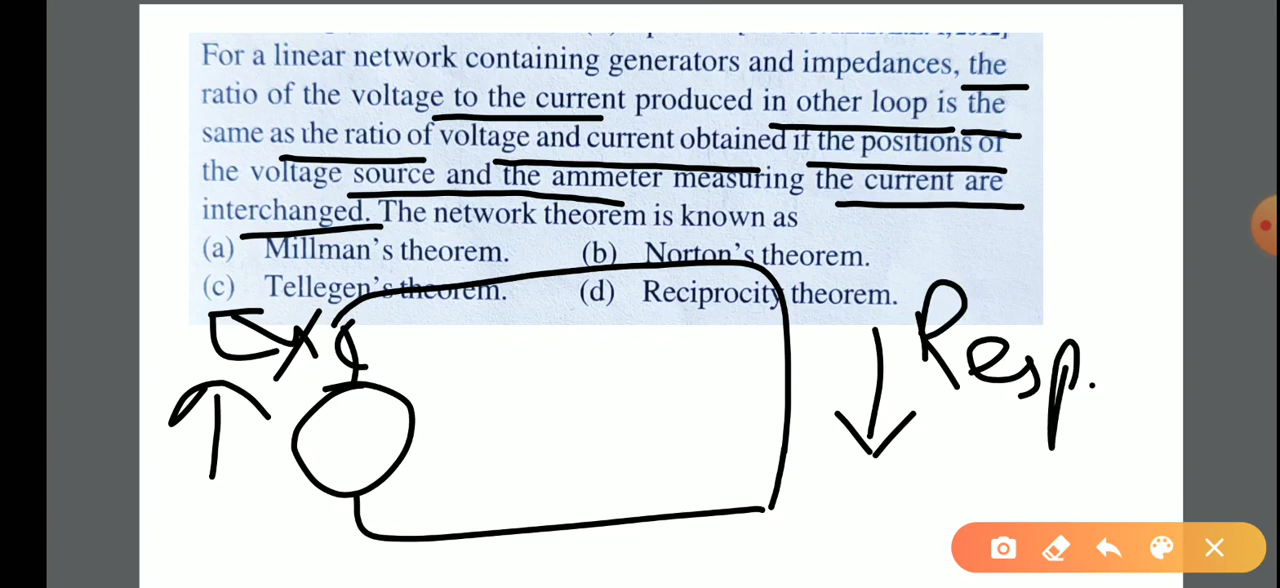 For a linear network containing generators and impedances, the
ratio of the voltage to the current produced in other loop is the
same as the ratio of voltage and current obtained if the positions of
the voltage source and the ammeter measuring the current are
interchanged. The network theorem is known as
(a) Millman's theorem. (b) Norton's theorem.
(c) Tellegen's theorem. (d) Reciprocity theorem.
Exc
Resp.